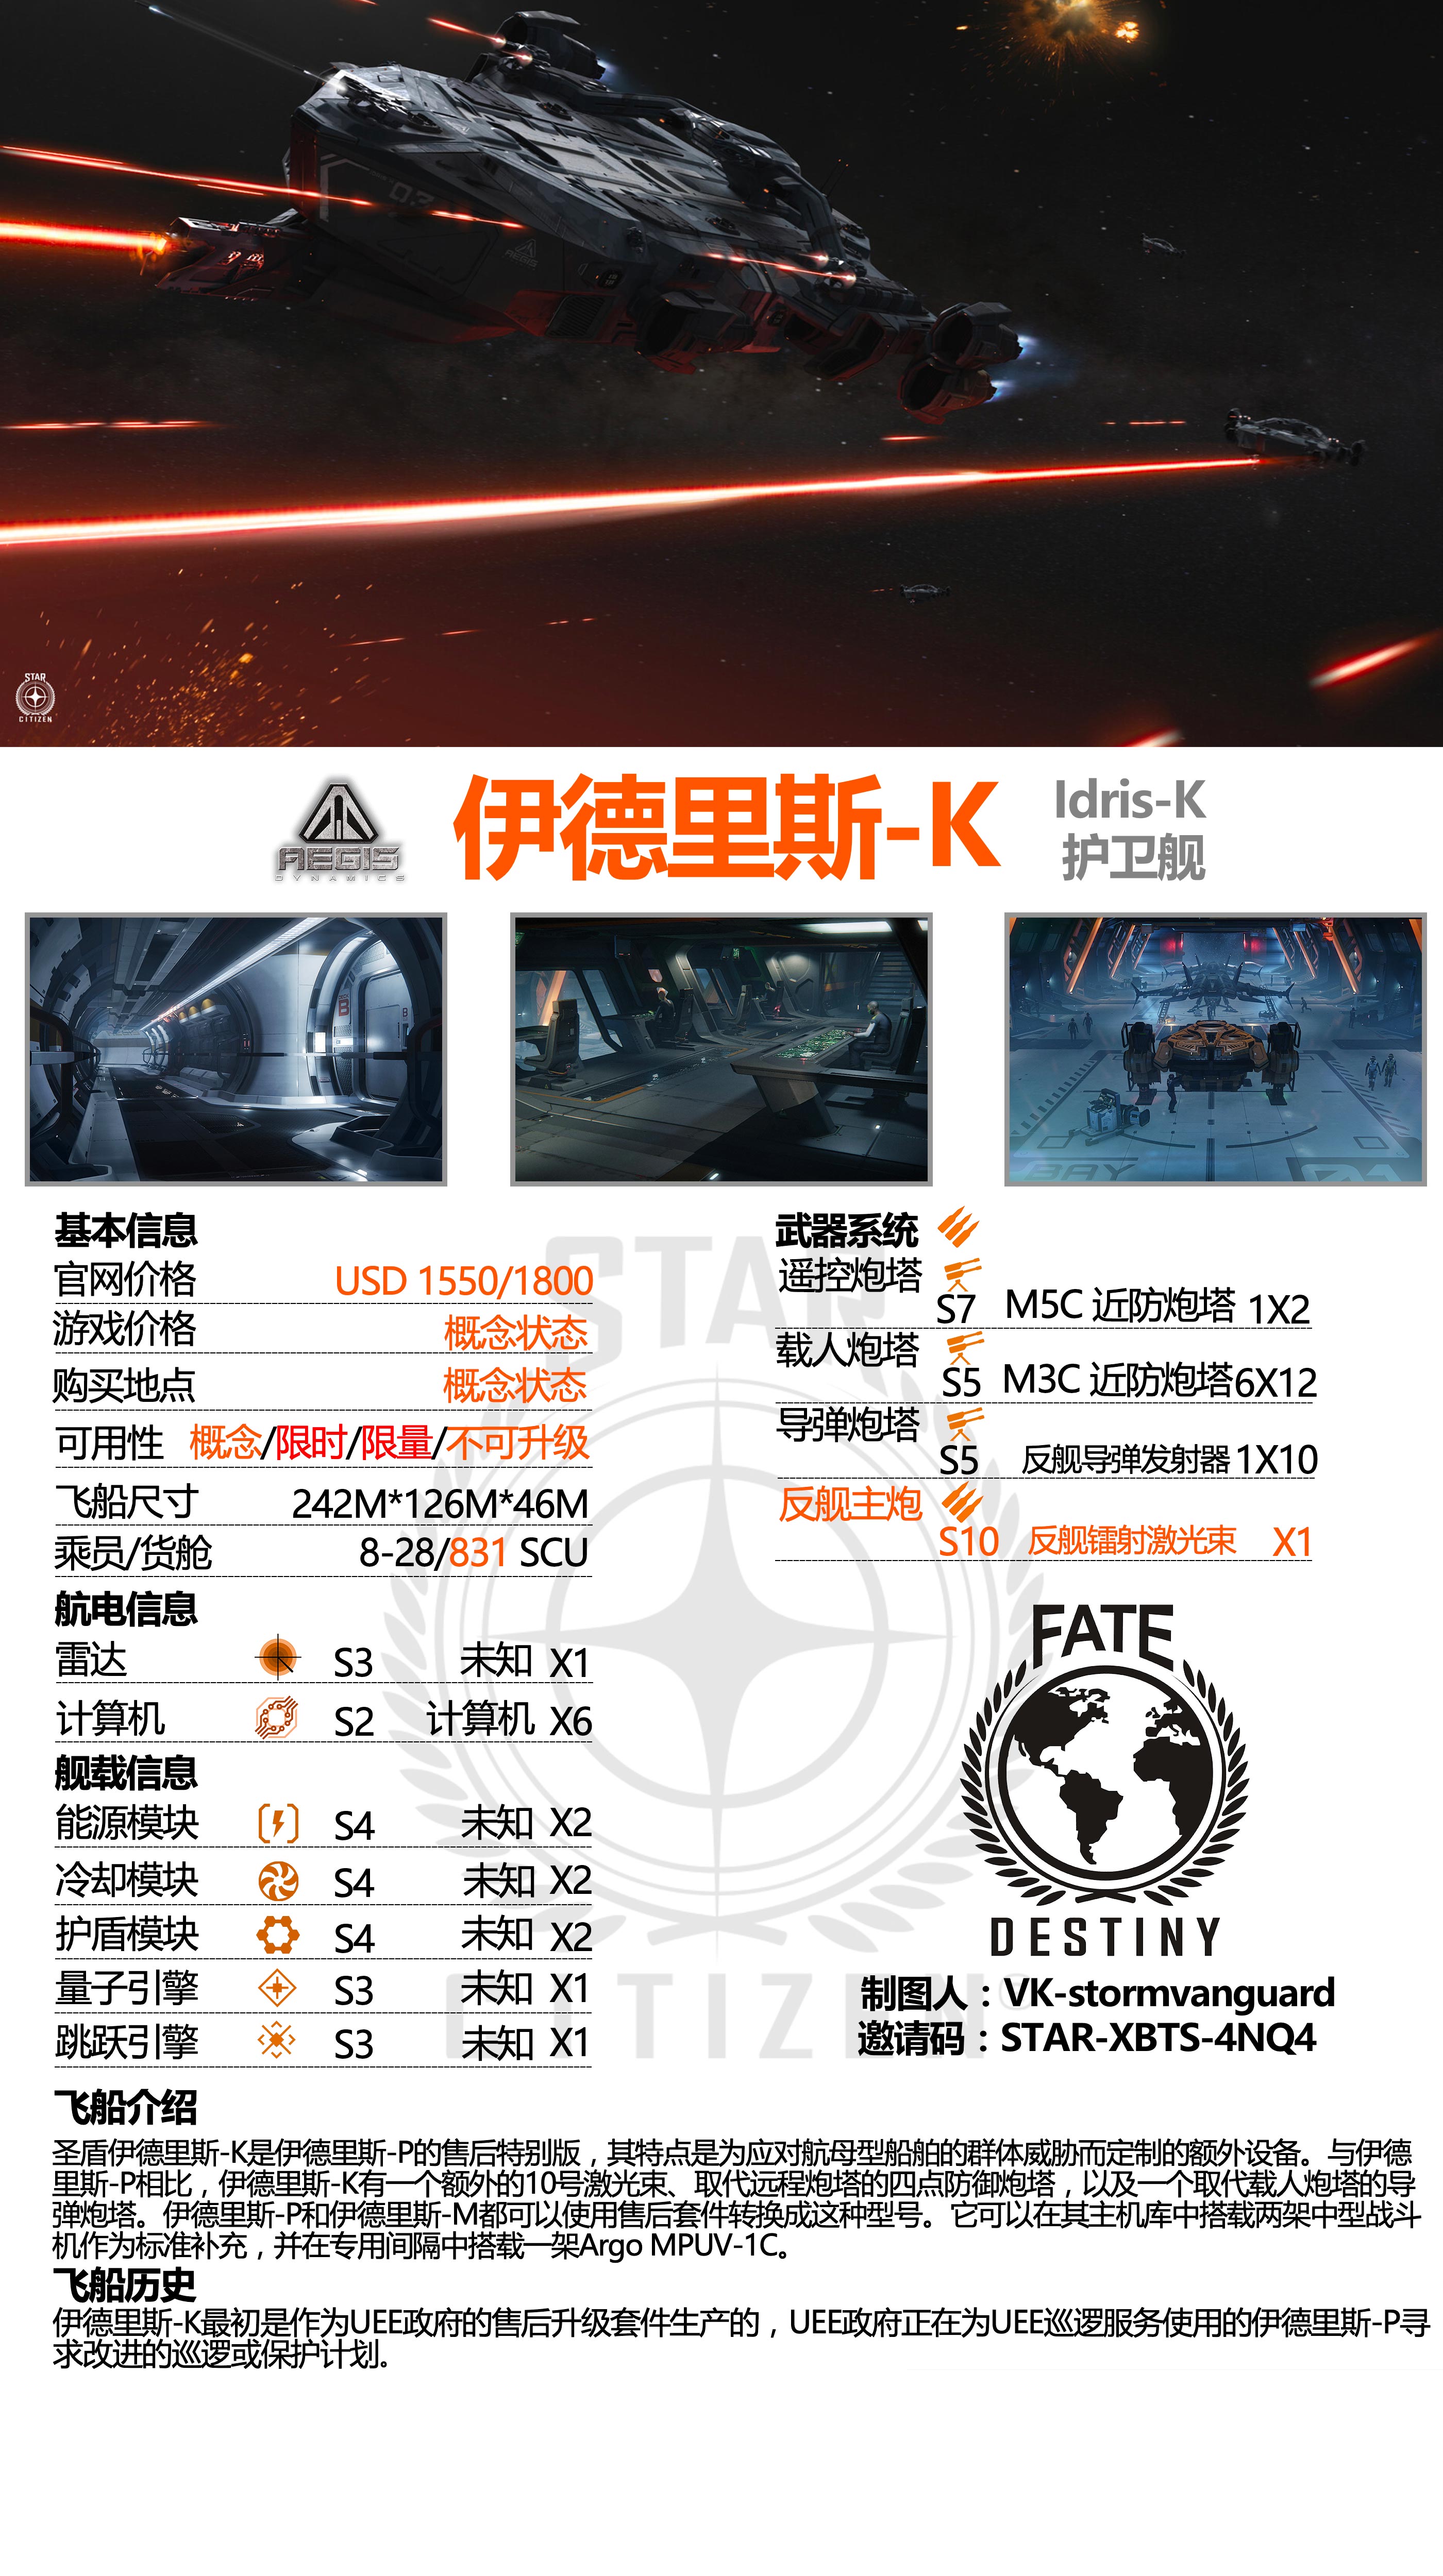 STAR
CITIZEN
AEGIS
DYNAMICS
伊德里斯-K
Idris-K
护卫舰
基本信息
官网价格 USD 1550/1800
游戏价格 概念状态
购买地点 概念状态
可用性 概念/限时/限量/不可升级
飞船尺寸 242M*126M*46M
乘员/货舱 8-28/831 SCU
航电信息
雷达 S3 未知 X1
计算机 S2 计算机 X6
舰载信息
能源模块 S4 未知 X2
冷却模块 S4 未知 X2
护盾模块 S4 未知 X2
量子引擎 S3 未知 X1
跳跃引擎 S3 未知 X1
武器系统
遥控炮塔
S7 M5C 近防炮塔 1X2
载人炮塔
S5 M3C 近防炮塔6X12
导弹炮塔
S5 反舰导弹发射器 1X10
反舰主炮
S10 反舰镭射激光束 X1
STAR
CITIZEN
FATE
DESTINY
制图人：VK-stormvanguard
邀请码：STAR-XBTS-4NQ4
飞船介绍
圣盾伊德里斯-K是伊德里斯-P的售后特别版，其特点是为应对航母型船舶的群体威胁而定制的额外设备。与伊德
里斯-P相比，伊德里斯-K有一个额外的10号激光束、取代远程炮塔的四点防御炮塔，以及一个取代载人炮塔的导
弹炮塔。伊德里斯-P和伊德里斯-M都可以使用售后套件转换成这种型号。它可以在其主机库中搭载两架中型战斗
机作为标准补充，并在专用间隔中搭载一架Argo MPUV-1C。
飞船历史
伊德里斯-K最初是作为UEE政府的售后升级套件生产的，UEE政府正在为UEE巡逻服务使用的伊德里斯-P寻
求改进的巡逻或保护计划。